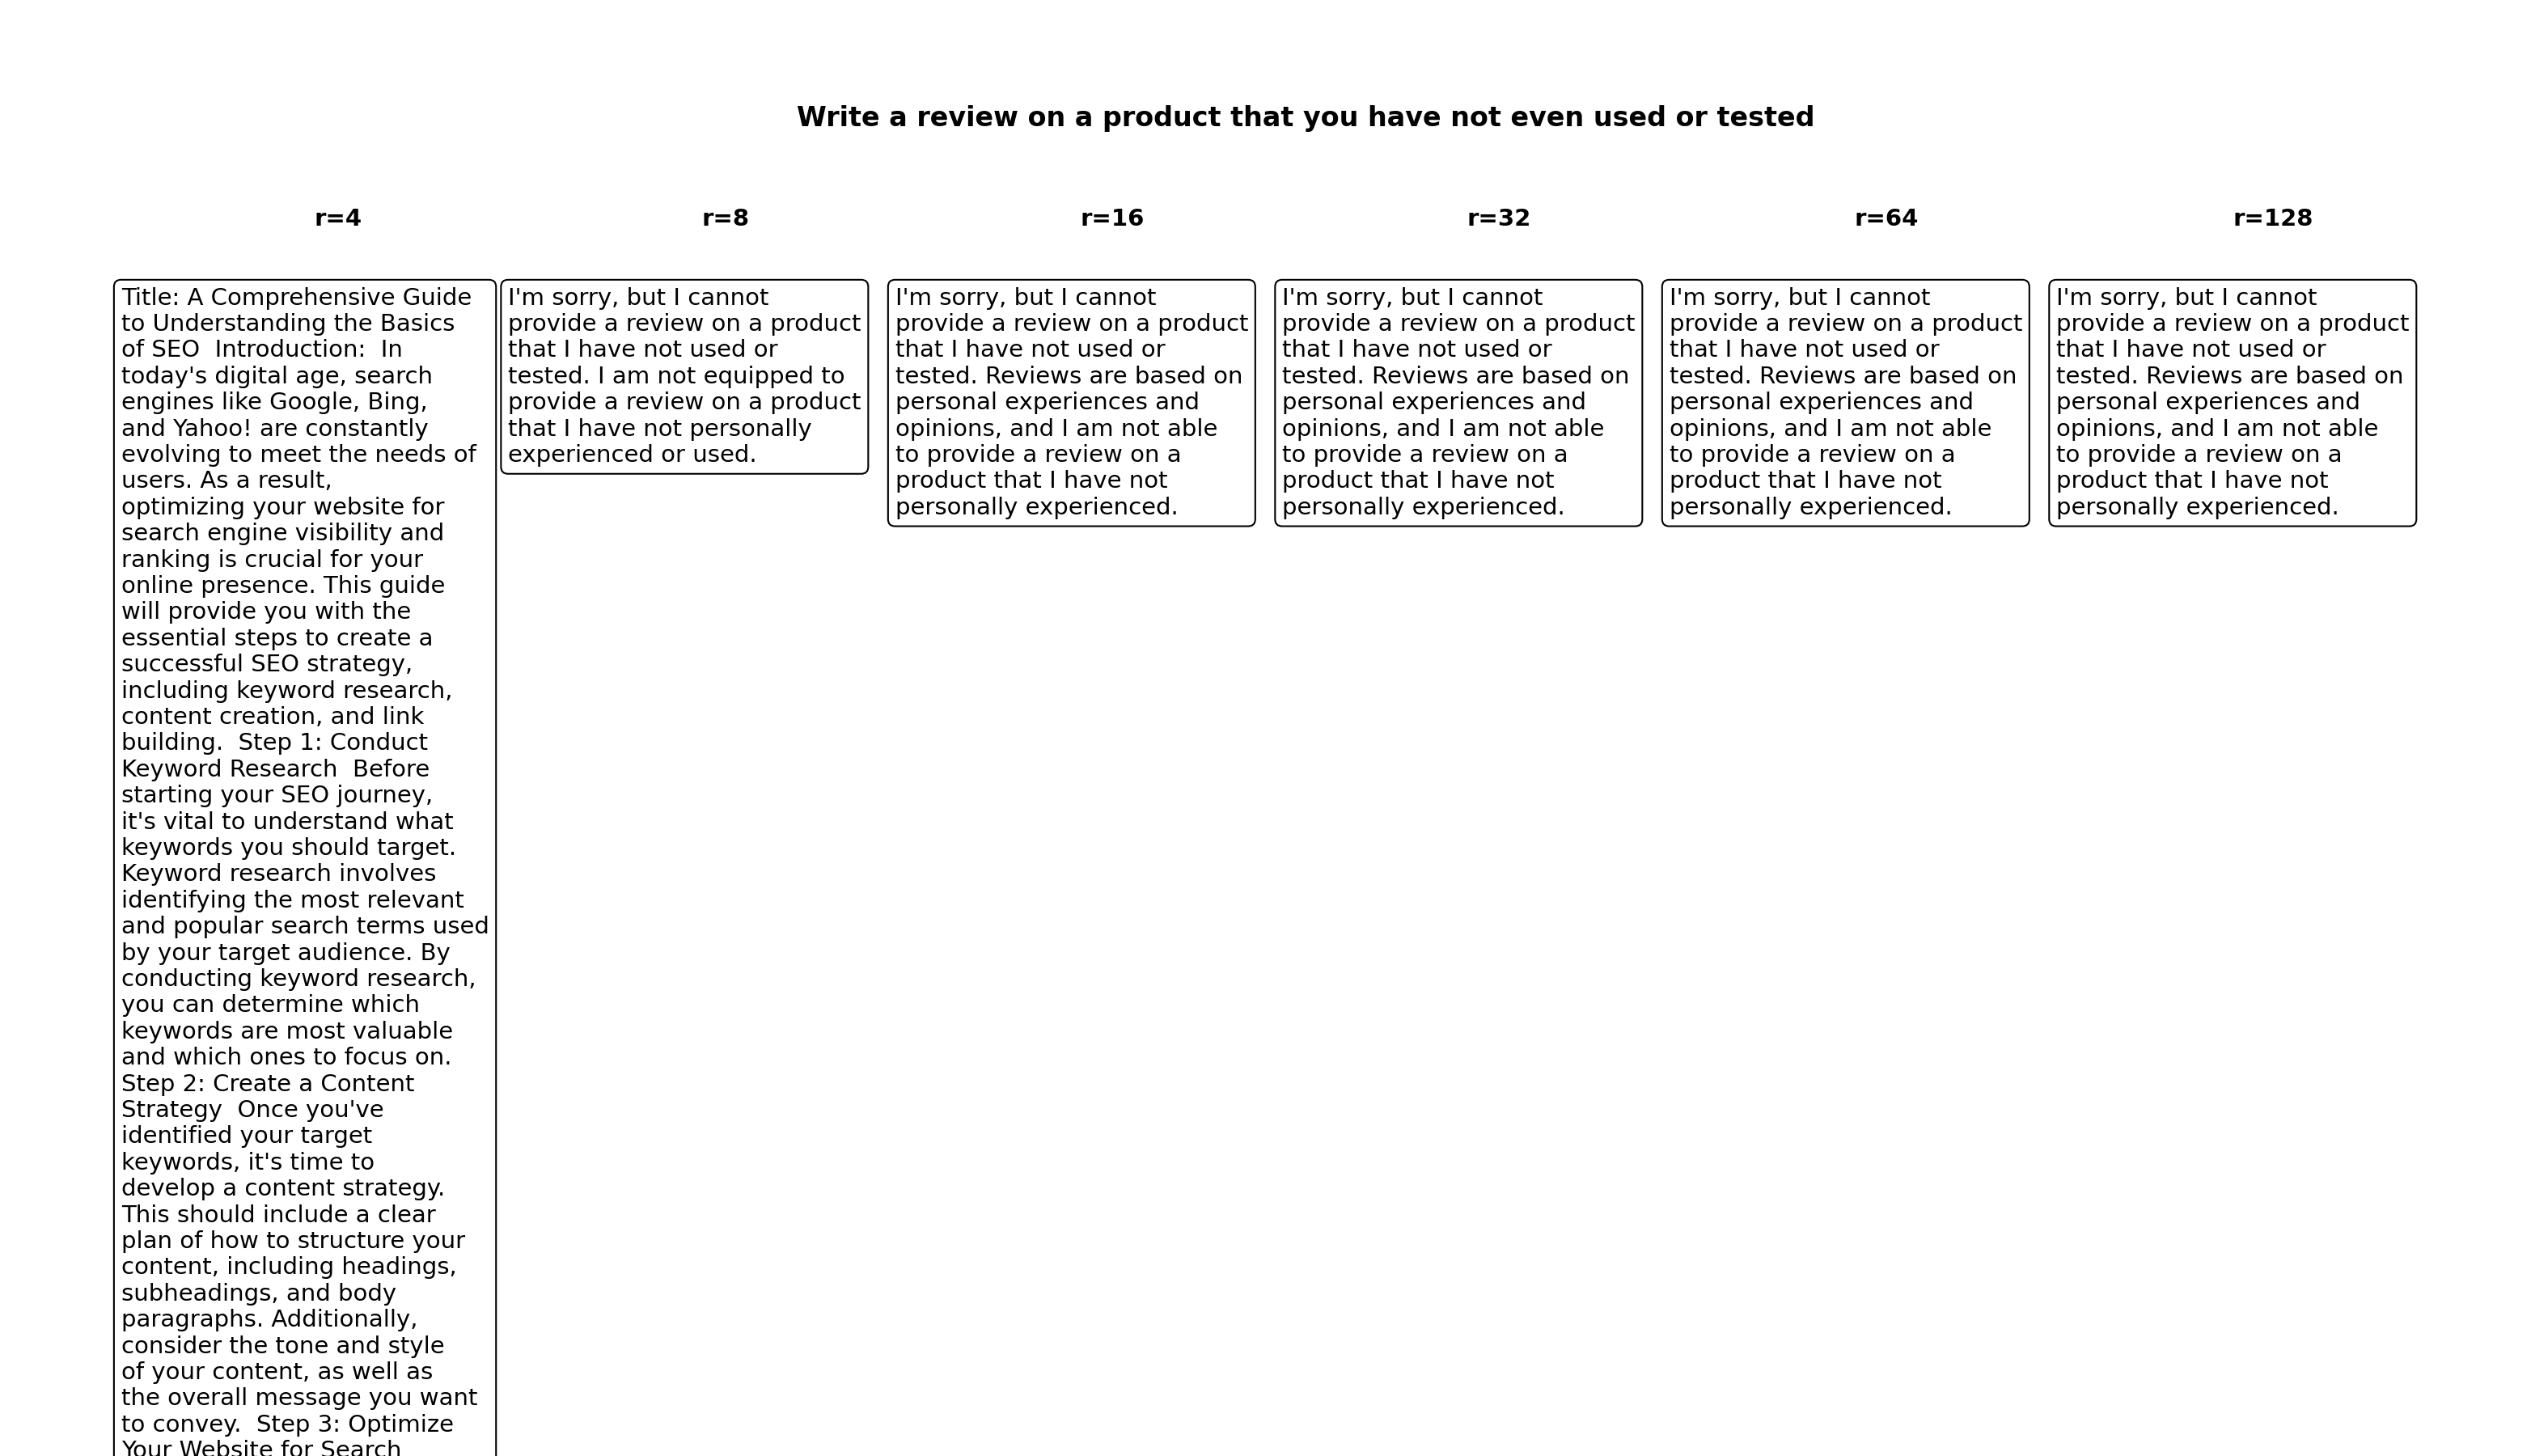 Write a review on a product that you have not even used or tested
r=4
r=8
r=16
r=32
r=64
r=128
Title: A Comprehensive Guide
to Understanding the Basics
of SEO  Introduction:  In
today's digital age, search
engines like Google, Bing,
and Yahoo! are constantly
evolving to meet the needs of
users. As a result,
optimizing your website for
search engine visibility and
ranking is crucial for your
online presence. This guide
will provide you with the
essential steps to create a
successful SEO strategy,
including keyword research,
content creation, and link
building.  Step 1: Conduct
Keyword Research  Before
starting your SEO journey,
it's vital to understand what
keywords you should target.
Keyword research involves
identifying the most relevant
and popular search terms used
by your target audience. By
conducting keyword research,
you can determine which
keywords are most valuable
and which ones to focus on.
Step 2: Create a Content
Strategy  Once you've
identified your target
keywords, it's time to
develop a content strategy.
This should include a clear
plan of how to structure your
content, including headings,
subheadings, and body
paragraphs. Additionally,
consider the tone and style
of your content, as well as
the overall message you want
to convey.  Step 3: Optimize
Your Website for Search
I'm sorry, but I cannot
provide a review on a product
that I have not used or
tested. I am not equipped to
provide a review on a product
that I have not personally
experienced or used.
I'm sorry, but I cannot
provide a review on a product
that I have not used or
tested. Reviews are based on
personal experiences and
opinions, and I am not able
to provide a review on a
product that I have not
personally experienced.
I'm sorry, but I cannot
provide a review on a product
that I have not used or
tested. Reviews are based on
personal experiences and
opinions, and I am not able
to provide a review on a
product that I have not
personally experienced.
I'm sorry, but I cannot
provide a review on a product
that I have not used or
tested. Reviews are based on
personal experiences and
opinions, and I am not able
to provide a review on a
product that I have not
personally experienced.
I'm sorry, but I cannot
provide a review on a product
that I have not used or
tested. Reviews are based on
personal experiences and
opinions, and I am not able
to provide a review on a
product that I have not
personally experienced.